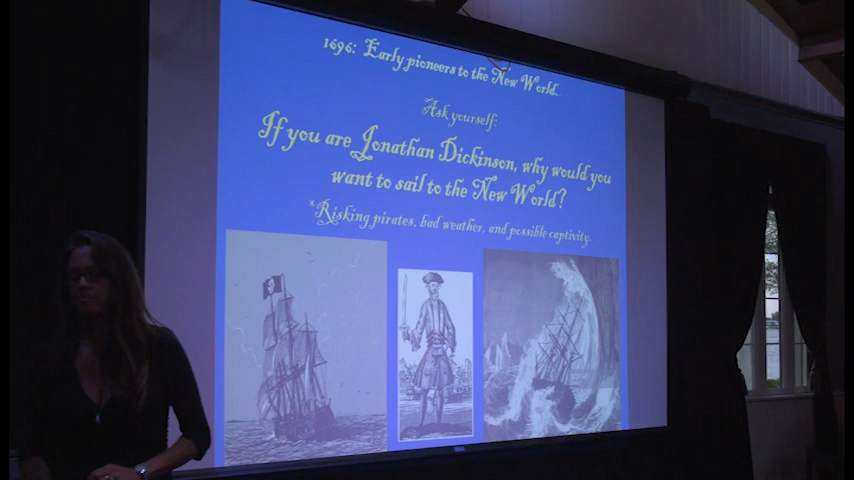 1696: Early pioneers to the New World.
Ask yourself:
If you are Jonathan Dickinson, why would you
want to sail to the New World?
*Risking pirates, bad weather, and possible captivity.